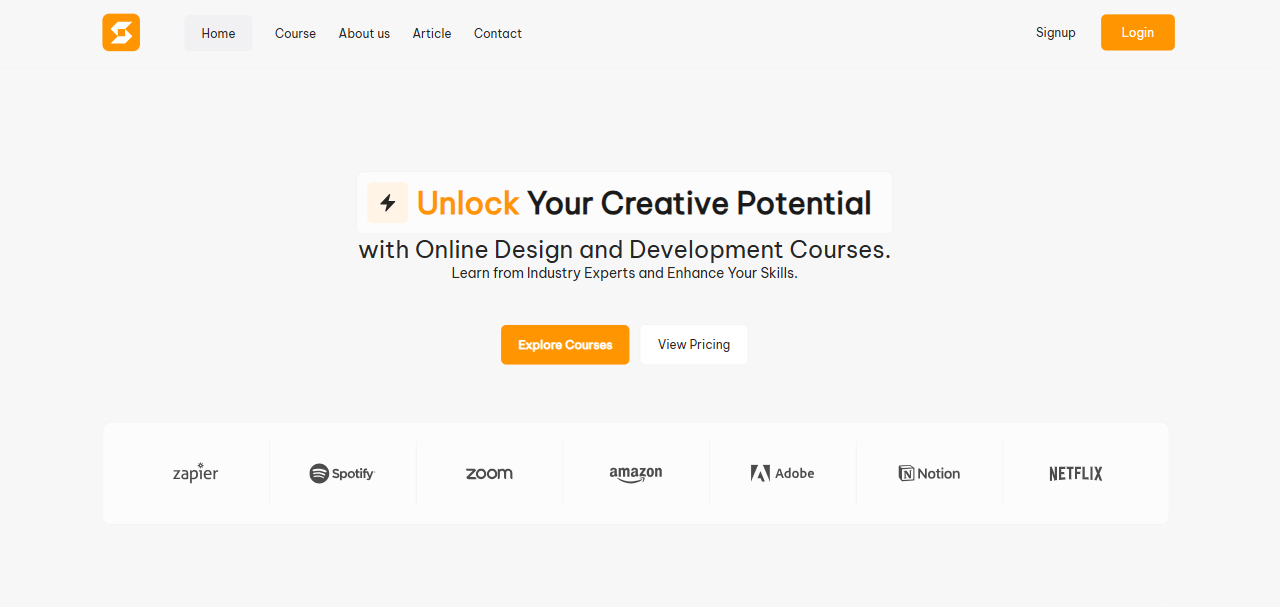 Home Course About us Article Contact Signup Login
Unlock Your Creative Potential
with Online Design and Development Courses.
Learn from Industry Experts and Enhance Your Skills.
Explore Courses View Pricing
zapier Spotify zoom amazon Adobe Notion NETFLIX